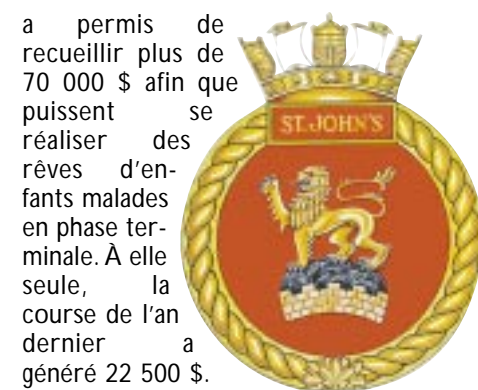 a permis de
recueillir plus de
70 000 $ afin que
puissent se
réaliser des
rêves d'en-
fants malades
en phase ter-
minale. À elle
seule, la
course de l'an
dernier a
généré 22 500 $.
ST. JOHN'S